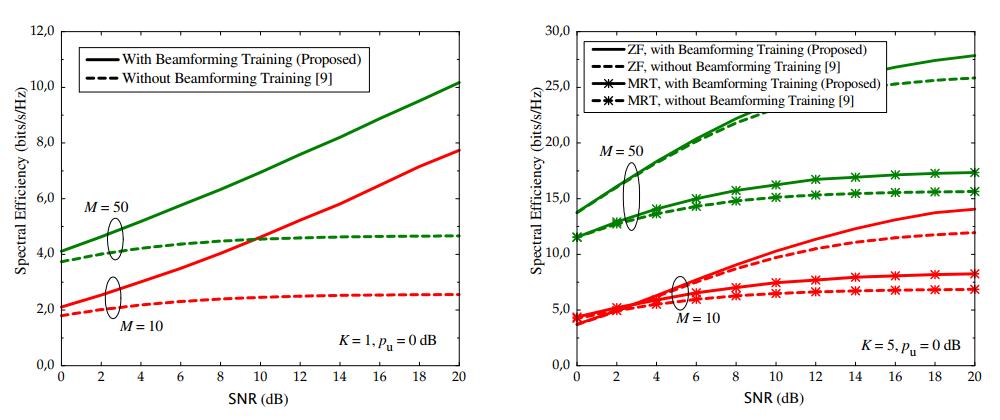 12,0
10,0
8,0
6,0
4,0
2,0
0,0
Spectral Efficiency (bits/s/Hz)
With Beamforming Training (Proposed)
Without Beamforming Training [9]
M = 50
M = 10
K = 1, pu = 0 dB
0 2 4 6 8 10 12 14 16 18 20
SNR (dB)
30,0
25,0
20,0
15,0
10,0
5,0
0,0
Spectral Efficiency (bits/s/Hz)
ZF, with Beamforming Training (Proposed)
ZF, without Beamforming Training [9]
MRT, with Beamforming Training (Proposed)
MRT, without Beamforming Training [9]
M = 50
M = 10
K = 5, pu = 0 dB
0 2 4 6 8 10 12 14 16 18 20
SNR (dB)